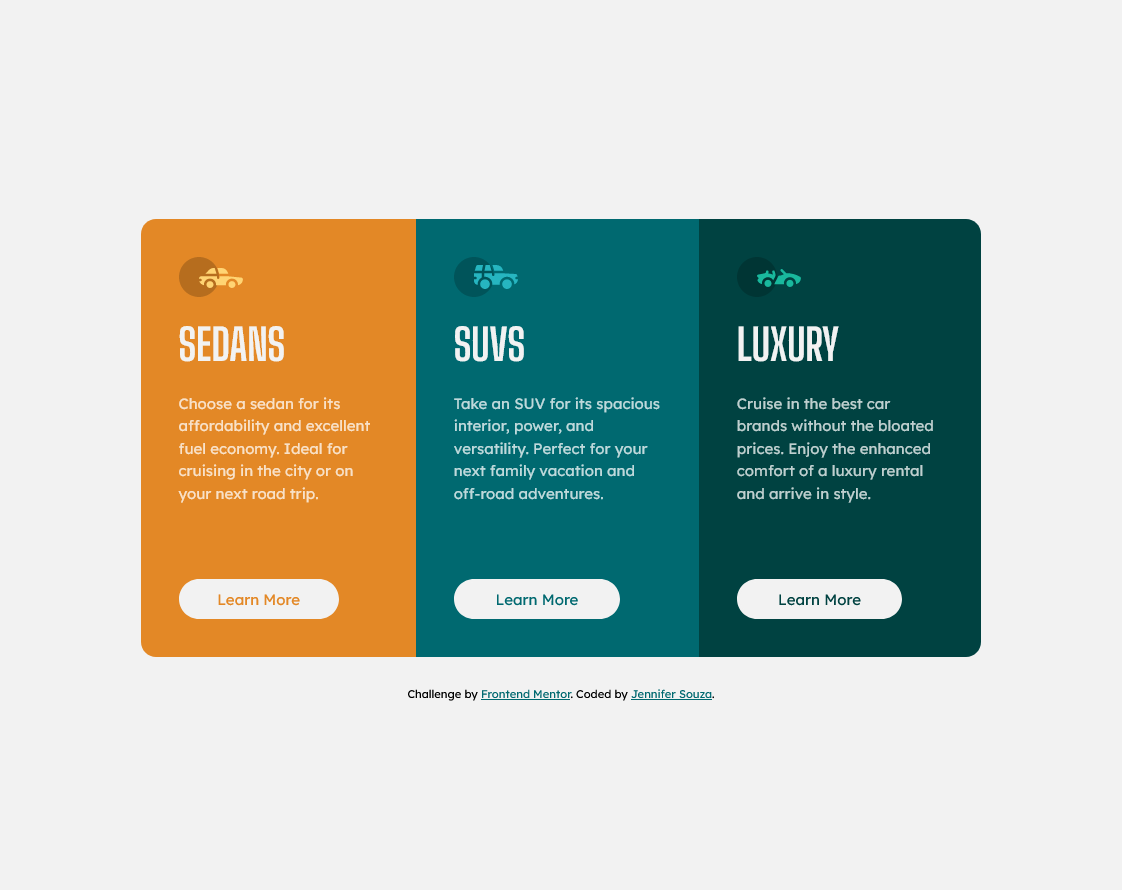 SEDANS
Choose a sedan for its
affordability and excellent
fuel economy. Ideal for
cruising in the city or on
your next road trip.
Learn More
SUVS
Take an SUV for its spacious
interior, power, and
versatility. Perfect for your
next family vacation and
off-road adventures.
Learn More
LUXURY
Cruise in the best car
brands without the bloated
prices. Enjoy the enhanced
comfort of a luxury rental
and arrive in style.
Learn More
Challenge by Frontend Mentor. Coded by Jennifer Souza.